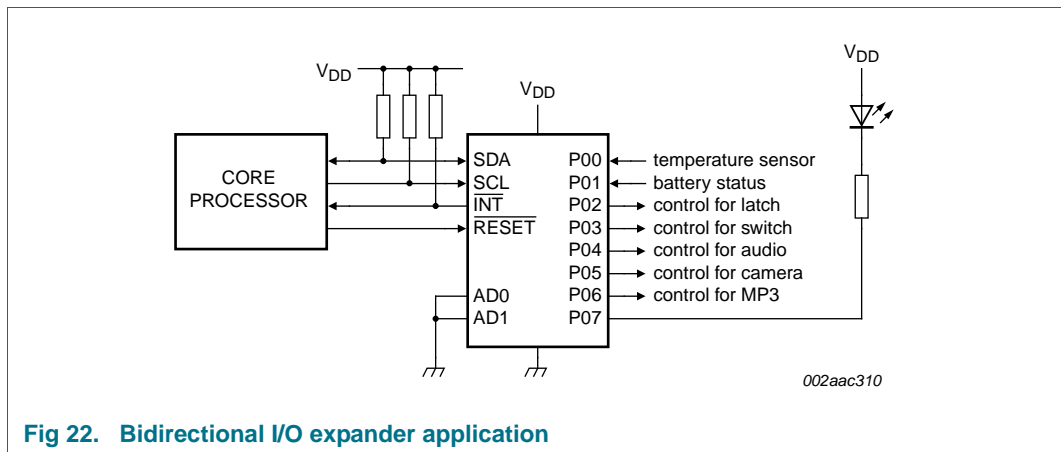 VDD
VDD
VDD
CORE
PROCESSOR
SDA
SCL
INT
RESET
AD0
AD1
P00
P01
P02
P03
P04
P05
P06
P07
temperature sensor
battery status
control for latch
control for switch
control for audio
control for camera
control for MP3
002aac310
Fig 22. Bidirectional I/O expander application